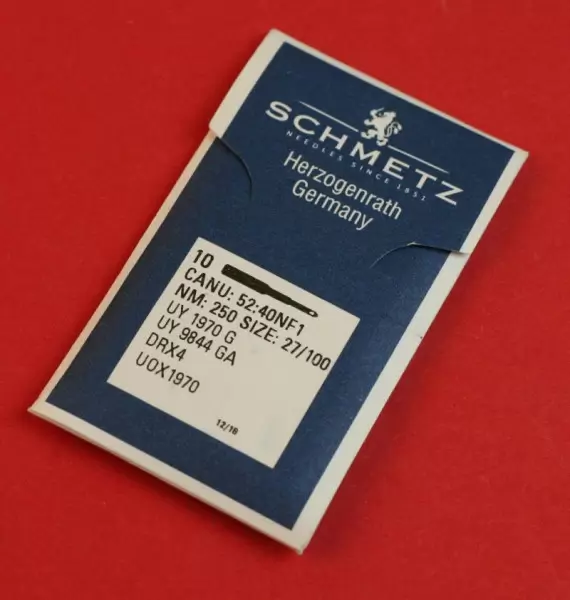 SCHMETZ
NEEDLES SINCE 1851
Herzogenrath
Germany
10
CANU: 52:40NF1
NM: 250 SIZE: 27/100
UY 1970 G
UY 9844 GA
DRX4
UOX1970
12/16